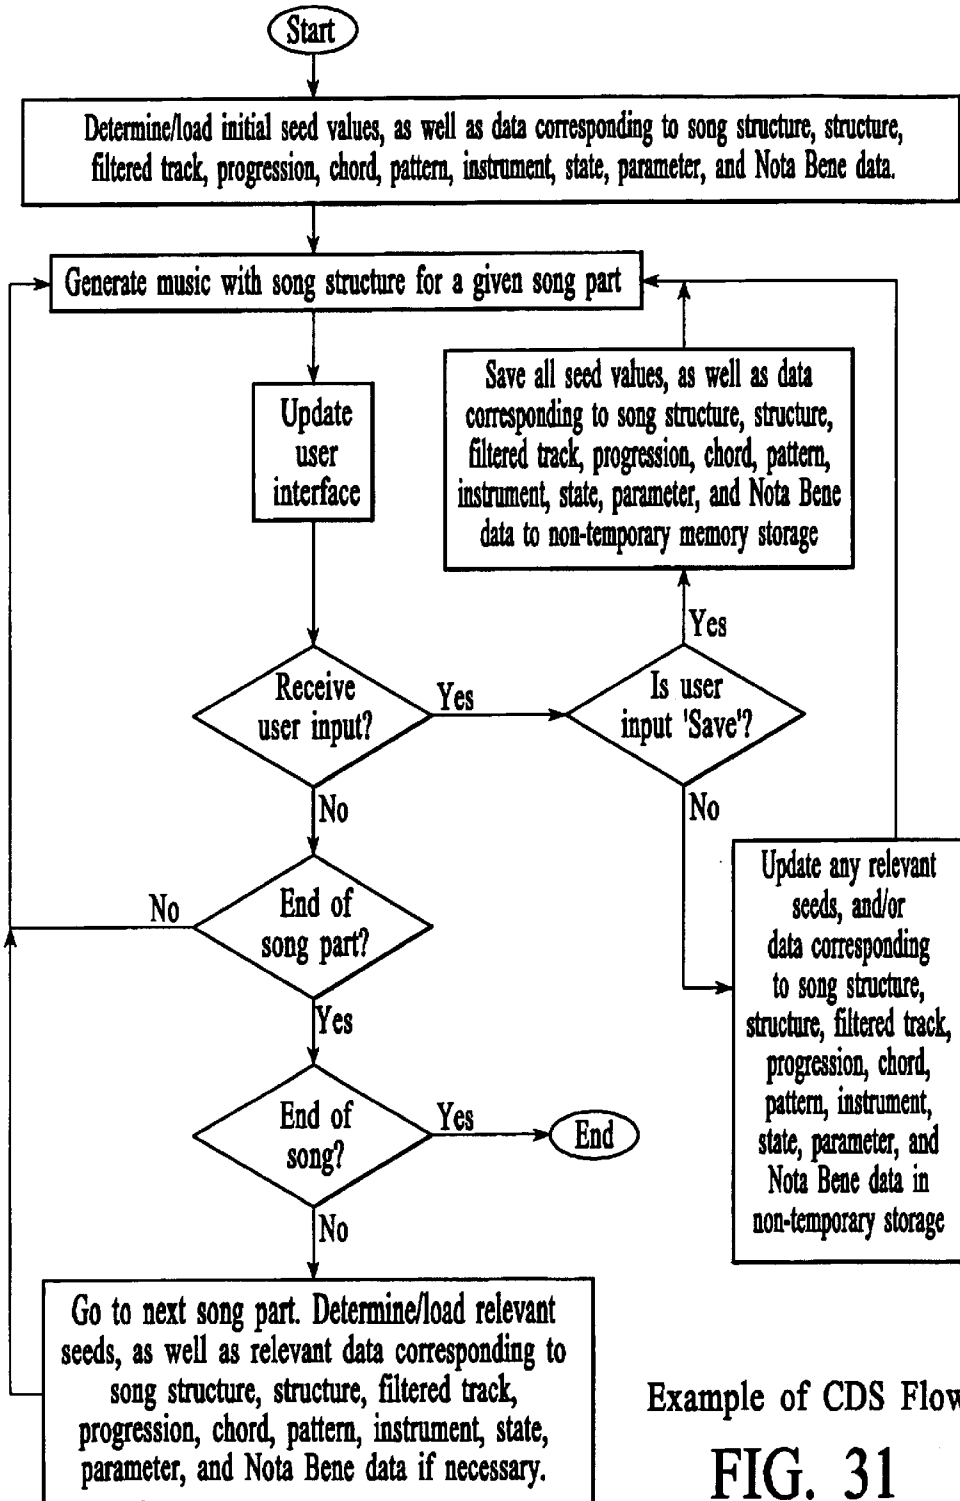 Start
Determine/load initial seed values, as well as data corresponding to song structure, structure,
filtered track, progression, chord, pattern, instrument, state, parameter, and Nota Bene data.
Generate music with song structure for a given song part
Update
user
interface
Save all seed values, as well as data
corresponding to song structure, structure,
filtered track, progression, chord, pattern,
instrument, state, parameter, and Nota Bene
data to non-temporary memory storage
Yes
Receive
user input?
Yes
Is user
input 'Save'?
No
No
End of
song part?
No
Yes
Update any relevant
seeds, and/or
data corresponding
to song structure,
structure, filtered track,
progression, chord,
pattern, instrument,
state, parameter, and
Nota Bene data in
non-temporary storage
End of
song?
Yes
End
No
Go to next song part. Determine/load relevant
seeds, as well as relevant data corresponding to
song structure, structure, filtered track,
progression, chord, pattern, instrument, state,
parameter, and Nota Bene data if necessary.
Example of CDS Flow
FIG. 31